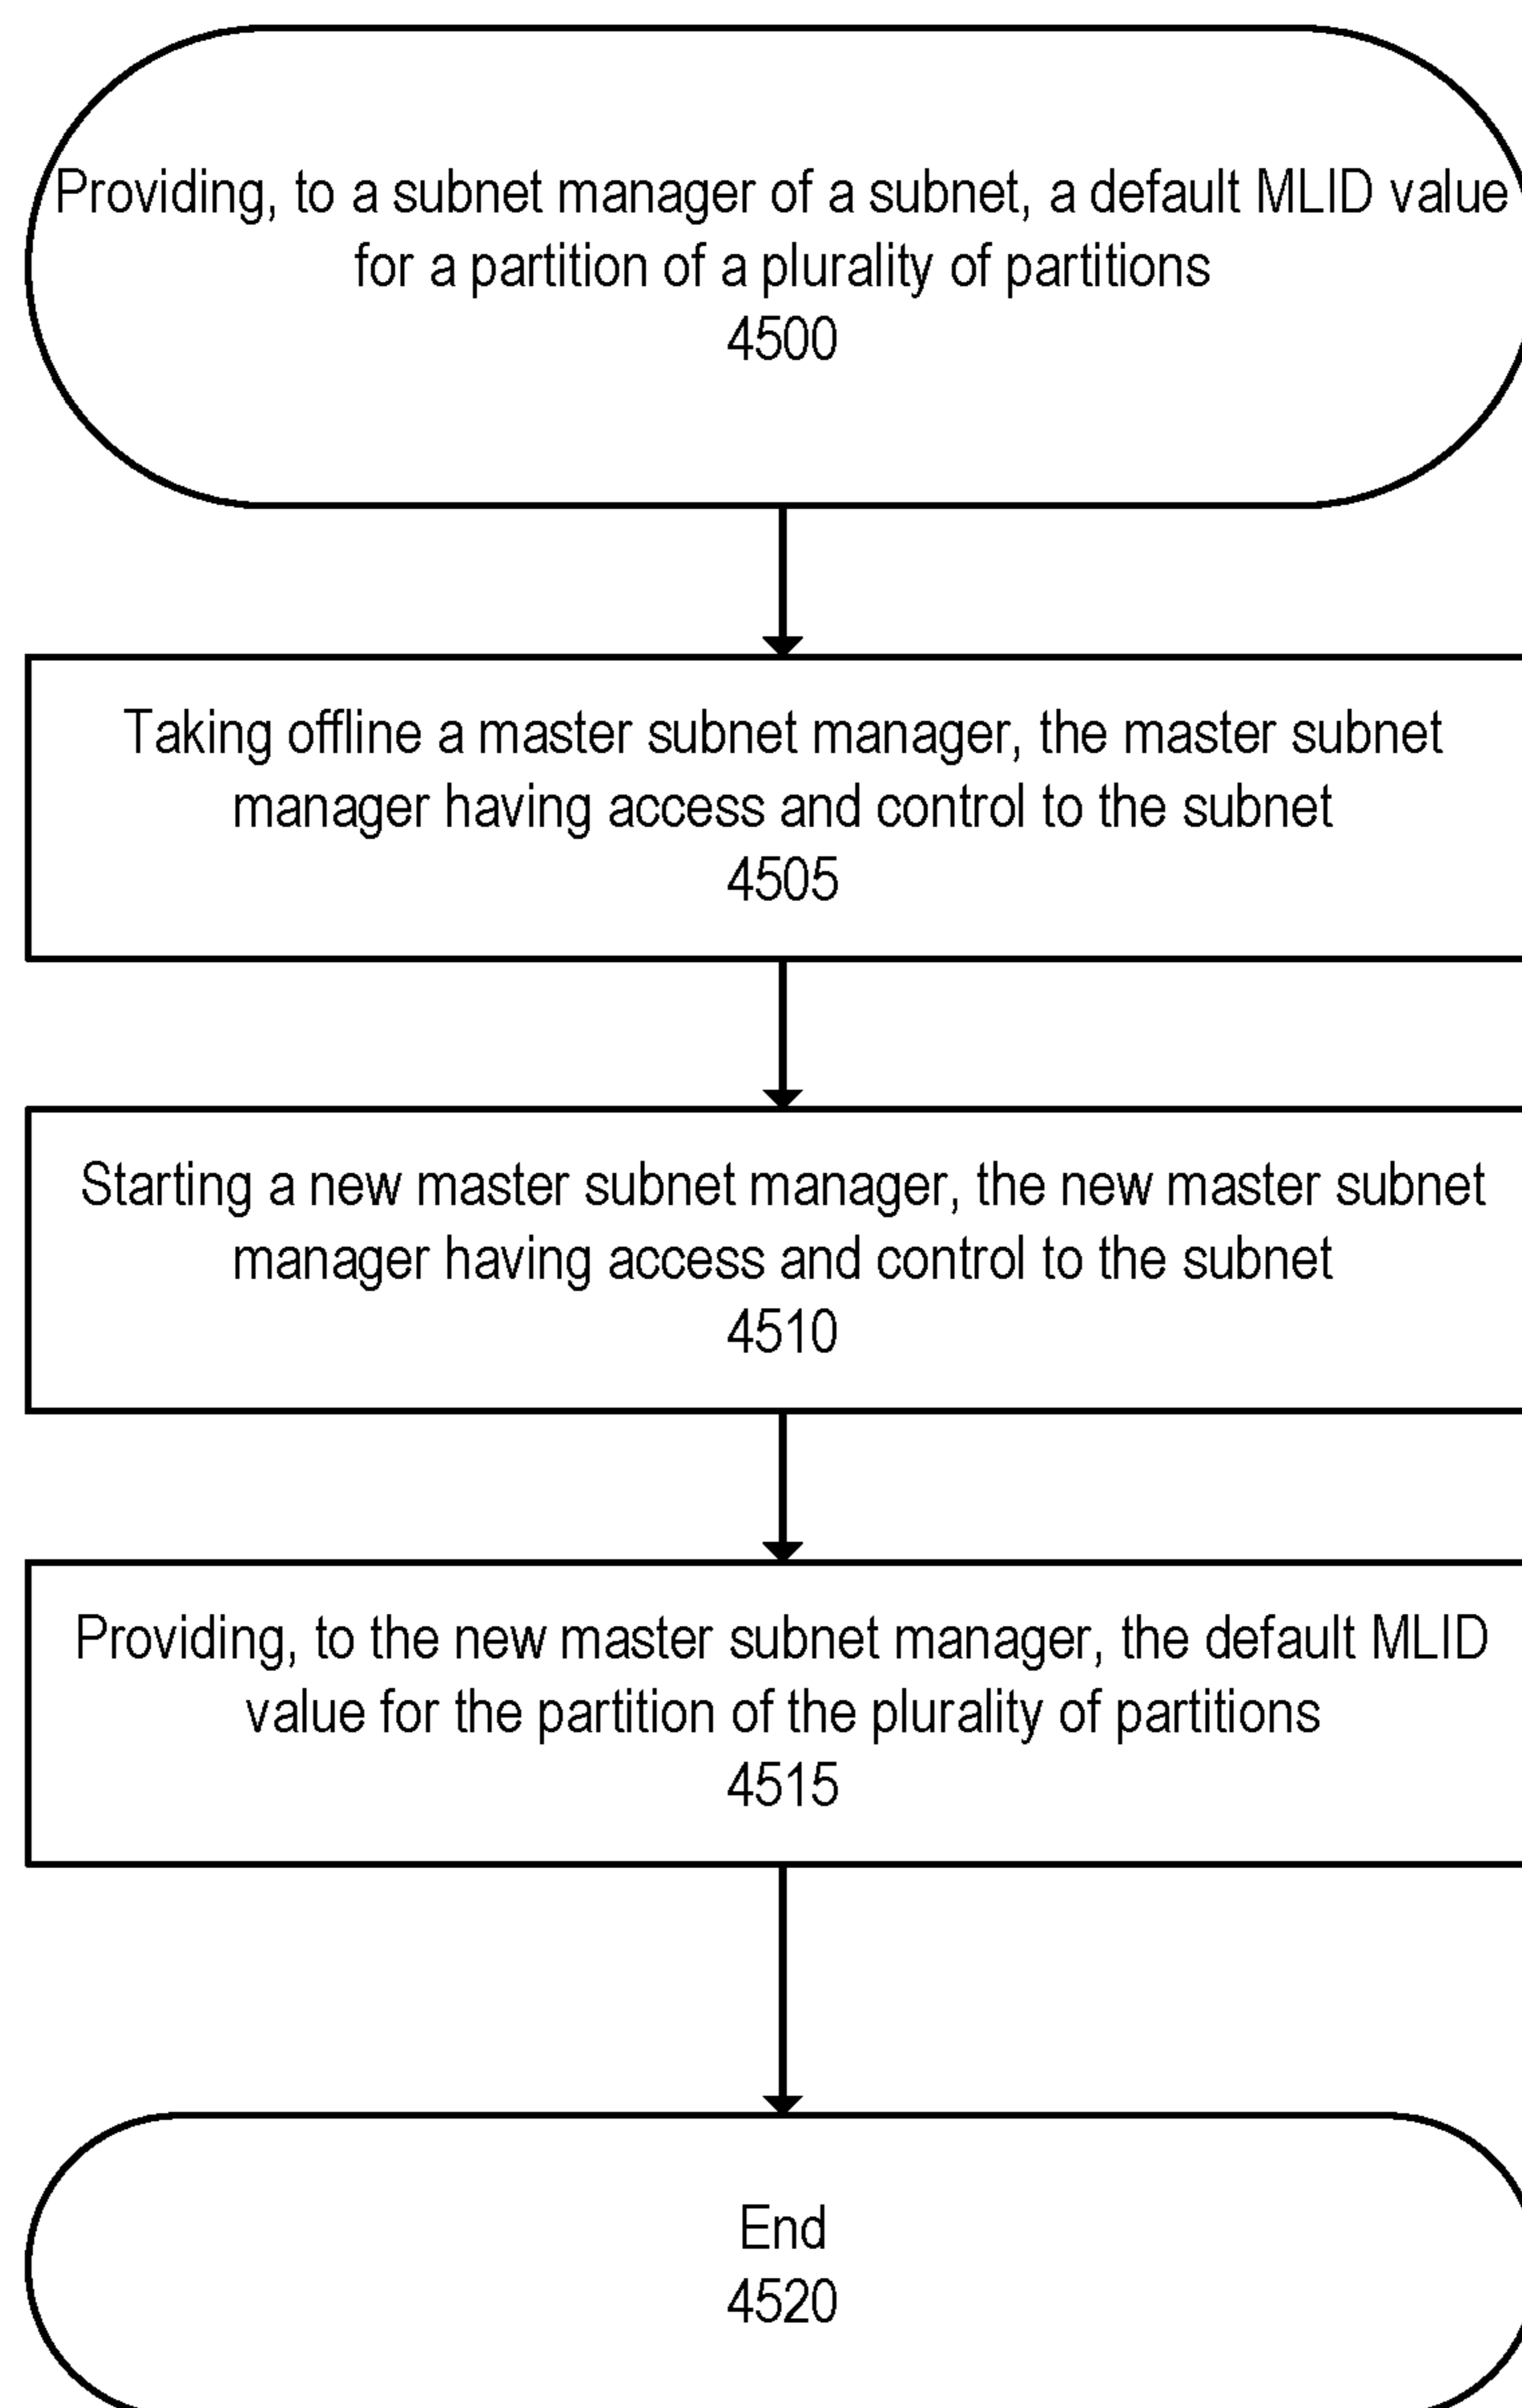 Providing, to a subnet manager of a subnet, a default MLID value
for a partition of a plurality of partitions
4500
Taking offline a master subnet manager, the master subnet
manager having access and control to the subnet
4505
Starting a new master subnet manager, the new master subnet
manager having access and control to the subnet
4510
Providing, to the new master subnet manager, the default MLID
value for the partition of the plurality of partitions
4515
End
4520